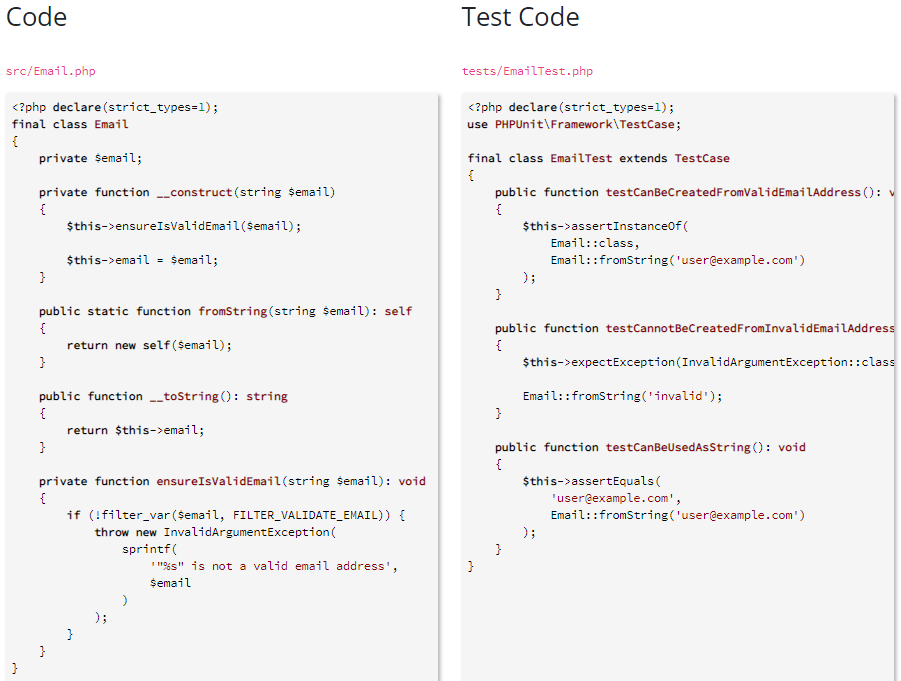 Code
src/Email.php
<?php declare(strict_types=1);
final class Email
{
    private $email;

    private function __construct(string $email)
    {
        $this->ensureIsValidEmail($email);

        $this->email = $email;
    }

    public static function fromString(string $email): self
    {
        return new self($email);
    }

    public function __toString(): string
    {
        return $this->email;
    }

    private function ensureIsValidEmail(string $email): void
    {
        if (!filter_var($email, FILTER_VALIDATE_EMAIL)) {
            throw new InvalidArgumentException(
                sprintf(
                    '"%s" is not a valid email address',
                    $email
                )
            );
        }
    }
}
Test Code
tests/EmailTest.php
<?php declare(strict_types=1);
use PHPUnit\Framework\TestCase;

final class EmailTest extends TestCase
{
    public function testCanBeCreatedFromValidEmailAddress(): v
    {
        $this->assertInstanceOf(
            Email::class,
            Email::fromString('user@example.com')
        );
    }

    public function testCannotBeCreatedFromInvalidEmailAddress
    {
        $this->expectException(InvalidArgumentException::class

        Email::fromString('invalid');
    }

    public function testCanBeUsedAsString(): void
    {
        $this->assertEquals(
            'user@example.com',
            Email::fromString('user@example.com')
        );
    }
}